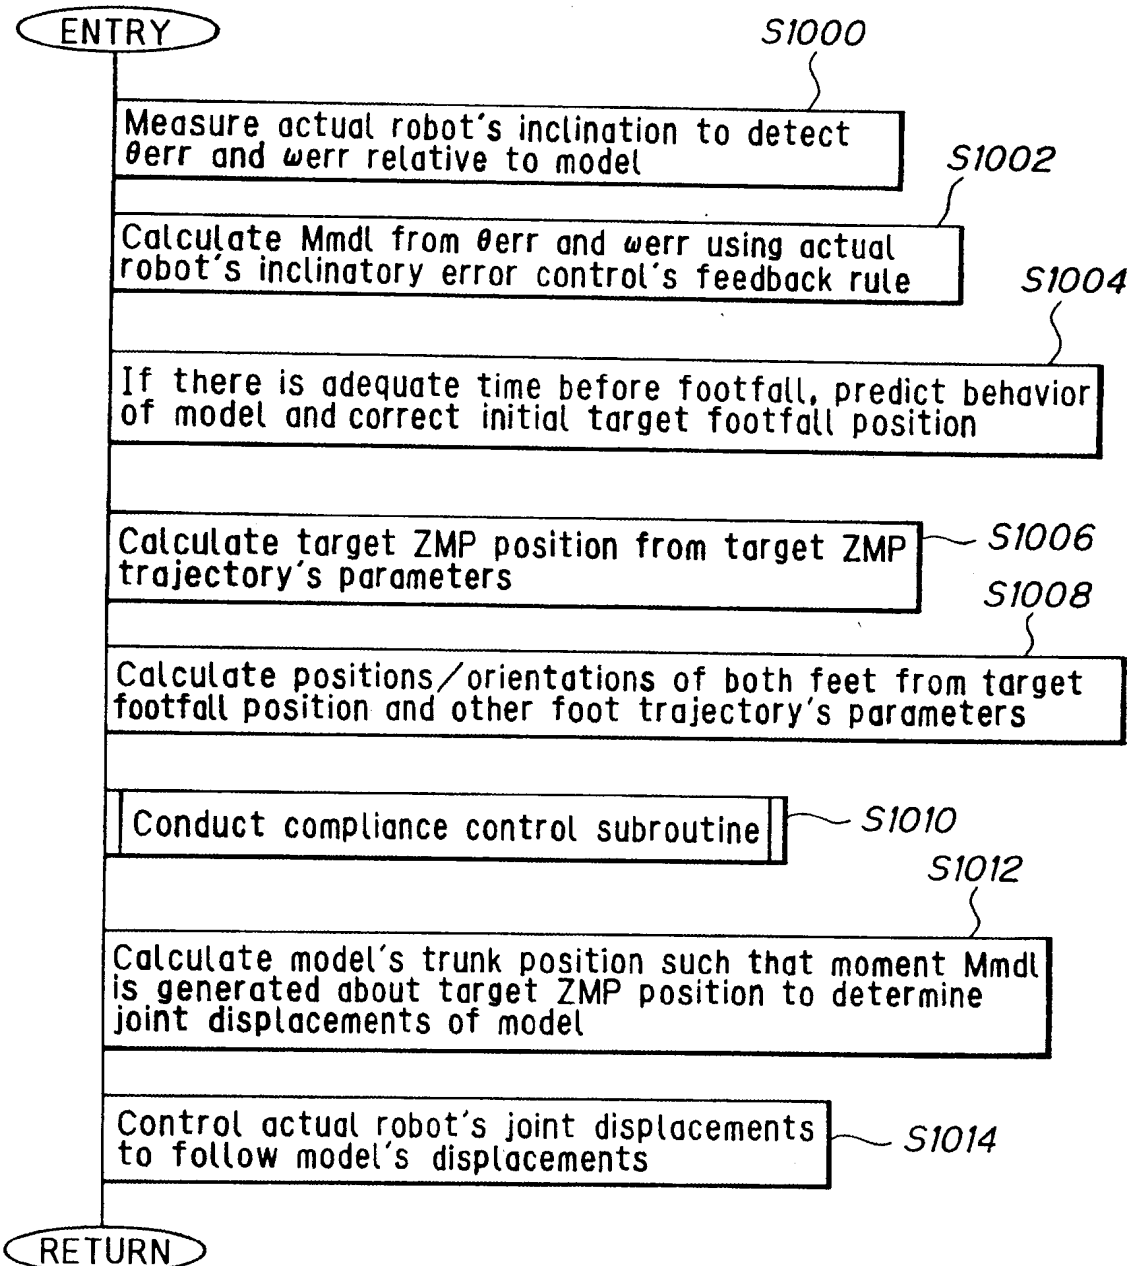 ENTRY
S1000
Measure actual robot's inclination to detect
θerr and ωerr relative to model
S1002
Calculate Mmdl from θerr and ωerr using actual
robot's inclinatory error control's feedback rule
S1004
If there is adequate time before footfall, predict behavior
of model and correct initial target footfall position
Calculate target ZMP position from target ZMP
trajectory's parameters
S1006
S1008
Calculate positions/orientations of both feet from target
footfall position and other foot trajectory's parameters
Conduct compliance control subroutine
S1010
S1012
Calculate model's trunk position such that moment Mmdl
is generated about target ZMP position to determine
joint displacements of model
Control actual robot's joint displacements
to follow model's displacements
S1014
RETURN